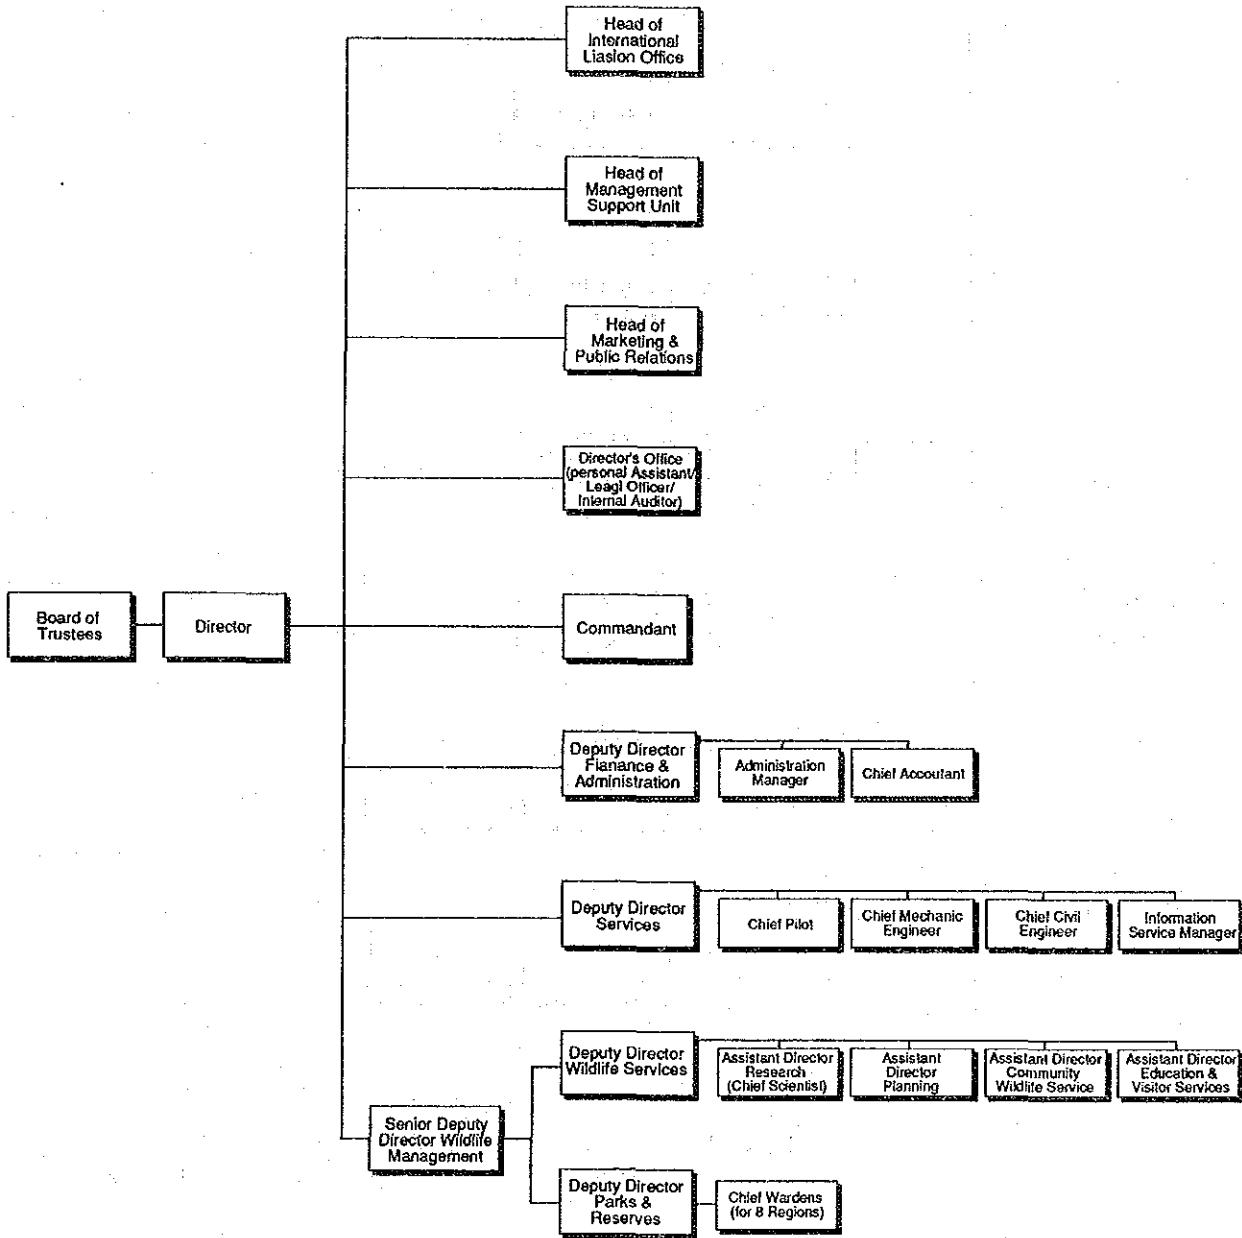 Head of
International
Liasion Office
Head of
Management
Support Unit
Head of
Marketing &
Public Relations
Director's Office
(personal Assistant/
Leagl Officer/
Internal Auditor)
Board of
Trustees
Director
Commandant
Deputy Director
Fianance &
Administration
Administration
Manager
Chief Accoutant
Deputy Director
Services
Chief Pilot
Chief Mechanic
Engineer
Chief Civil
Engineer
Information
Service Manager
Deputy Director
Wildlife Services
Assistant Director
Research
(Chief Scientist)
Assistant
Director
Planning
Assistant Director
Community
Wildlife Service
Assistant Director
Education &
Visitor Services
Senior Deputy
Director Wildlife
Management
Deputy Director
Parks &
Reserves
Chief Wardens
(for 8 Regions)